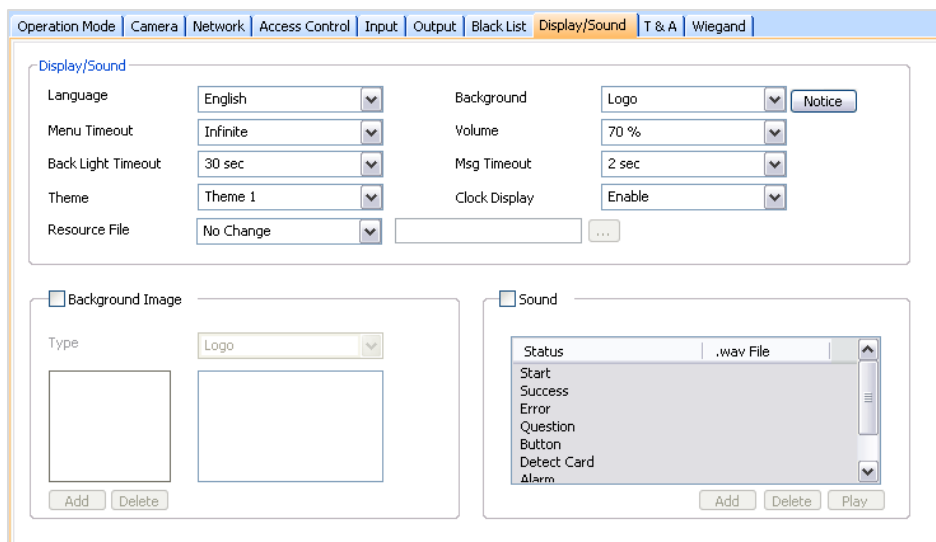 Operation Mode Camera Network Access Control Input Output Black List Display/Sound T & A Wiegand
Display/Sound
Language English Background Logo Notice
Menu Timeout Infinite Volume 70 %
Back Light Timeout 30 sec Msg Timeout 2 sec
Theme Theme 1 Clock Display Enable
Resource File No Change ...
Background Image
Type Logo
Add Delete
Sound
Status .wav File
Start
Success
Error
Question
Button
Detect Card
Alarm
Add Delete Play